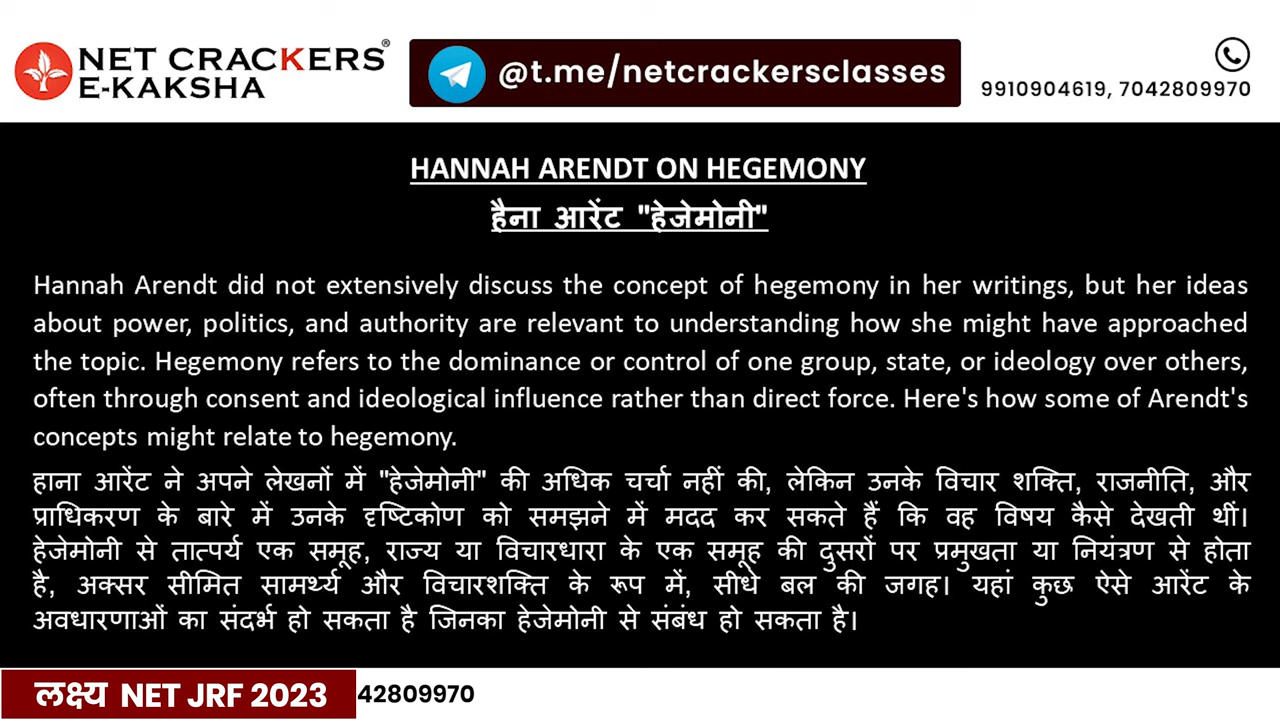 NET CRACKERS®
E-KAKSHA
@t.me/netcrackersclasses
9910904619, 7042809970
HANNAH ARENDT ON HEGEMONY
हैना आरेंट "हेजेमोनी"
Hannah Arendt did not extensively discuss the concept of hegemony in her writings, but her ideas
about power, politics, and authority are relevant to understanding how she might have approached
the topic. Hegemony refers to the dominance or control of one group, state, or ideology over others,
often through consent and ideological influence rather than direct force. Here's how some of Arendt's
concepts might relate to hegemony.
हाना आरेंट ने अपने लेखनों में "हेजेमोनी" की अधिक चर्चा नहीं की, लेकिन उनके विचार शक्ति, राजनीति, और
प्राधिकरण के बारे में उनके दृष्टिकोण को समझने में मदद कर सकते हैं कि वह विषय कैसे देखती थीं।
हेजेमोनी से तात्पर्य एक समूह, राज्य या विचारधारा के एक समूह की दुसरों पर प्रमुखता या नियंत्रण से होता
है, अक्सर सीमित सामर्थ्य और विचारशक्ति के रूप में, सीधे बल की जगह। यहां कुछ ऐसे आरेंट के
अवधारणाओं का संदर्भ हो सकता है जिनका हेजेमोनी से संबंध हो सकता है।
लक्ष्य NET JRF 2023 42809970